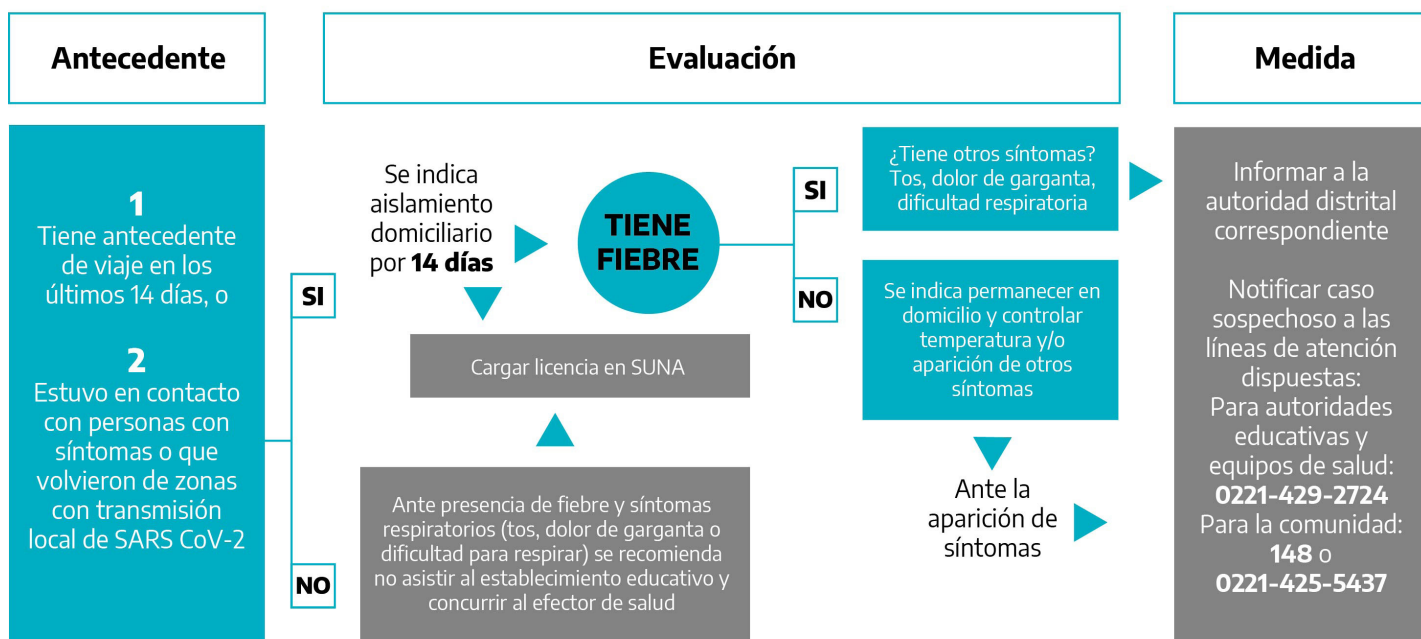 Antecedente
Evaluación
Medida
1
Tiene antecedente
de viaje en los
últimos 14 días, o
2
Estuvo en contacto
con personas con
síntomas o que
volvieron de zonas
con transmisión
local de SARS CoV-2
SI
NO
Se indica
aislamiento
domiciliario
por 14 días
Cargar licencia en SUNA
Ante presencia de fiebre y síntomas
respiratorios (tos, dolor de garganta o
dificultad para respirar) se recomienda
no asistir al establecimiento educativo y
concurrir al efector de salud
TIENE
FIEBRE
SI
NO
¿Tiene otros síntomas?
Tos, dolor de garganta,
dificultad respiratoria
Se indica permanecer en
domicilio y controlar
temperatura y/o
aparición de otros
síntomas
Ante la
aparición de
síntomas
Informar a la
autoridad distrital
correspondiente
Notificar caso
sospechoso a las
líneas de atención
dispuestas:
Para autoridades
educativas y
equipos de salud:
0221-429-2724
Para la comunidad:
148 o
0221-425-5437